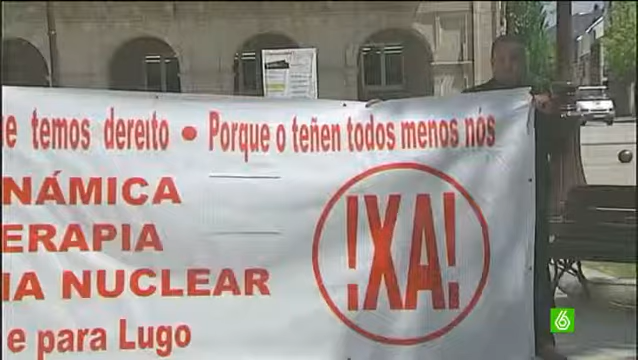 e temos dereito • Porque o teñen todos menos nós
NÁMICA
ERAPIA
IA NUCLEAR
e para Lugo
!XA!
6